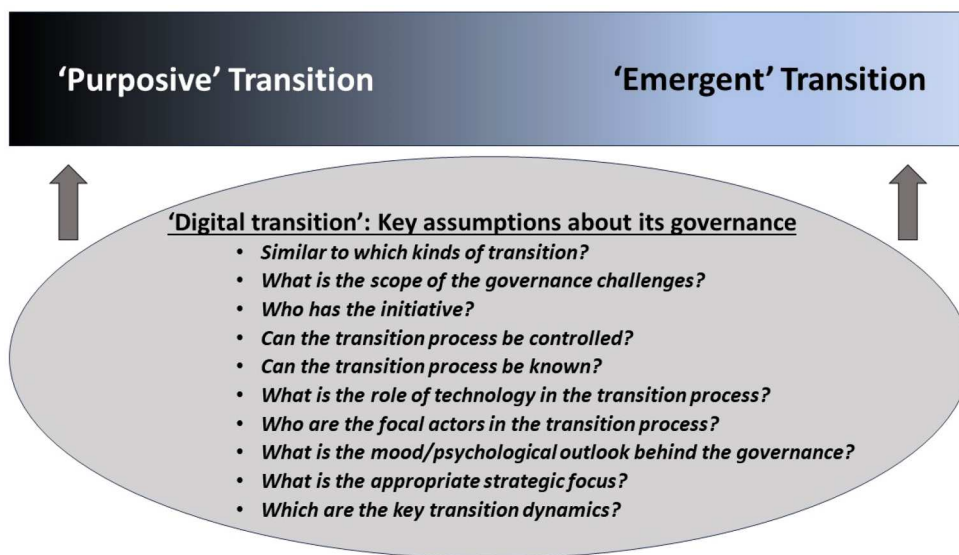 ‘Purposive’ Transition
‘Emergent’ Transition
‘Digital transition’: Key assumptions about its governance
• Similar to which kinds of transition?
• What is the scope of the governance challenges?
• Who has the initiative?
• Can the transition process be controlled?
• Can the transition process be known?
• What is the role of technology in the transition process?
• Who are the focal actors in the transition process?
• What is the mood/psychological outlook behind the governance?
• What is the appropriate strategic focus?
• Which are the key transition dynamics?